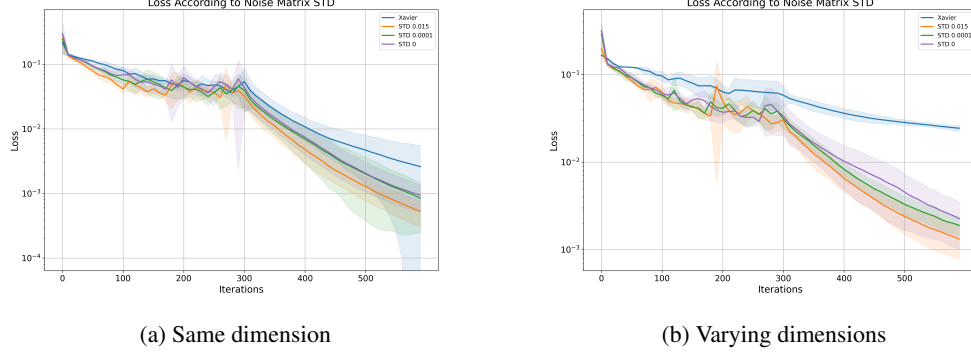 Loss According to Noise Matrix STD
Xavier
STD 0.015
STD 0.0001
STD 0
10⁻¹
10⁻²
10⁻³
10⁻⁴
Loss
0 100 200 300 400 500
Iterations
(a) Same dimension
Loss According to Noise Matrix STD
Xavier
STD 0.015
STD 0.0001
STD 0
10⁻¹
10⁻²
10⁻³
Loss
0 100 200 300 400 500
Iterations
(b) Varying dimensions